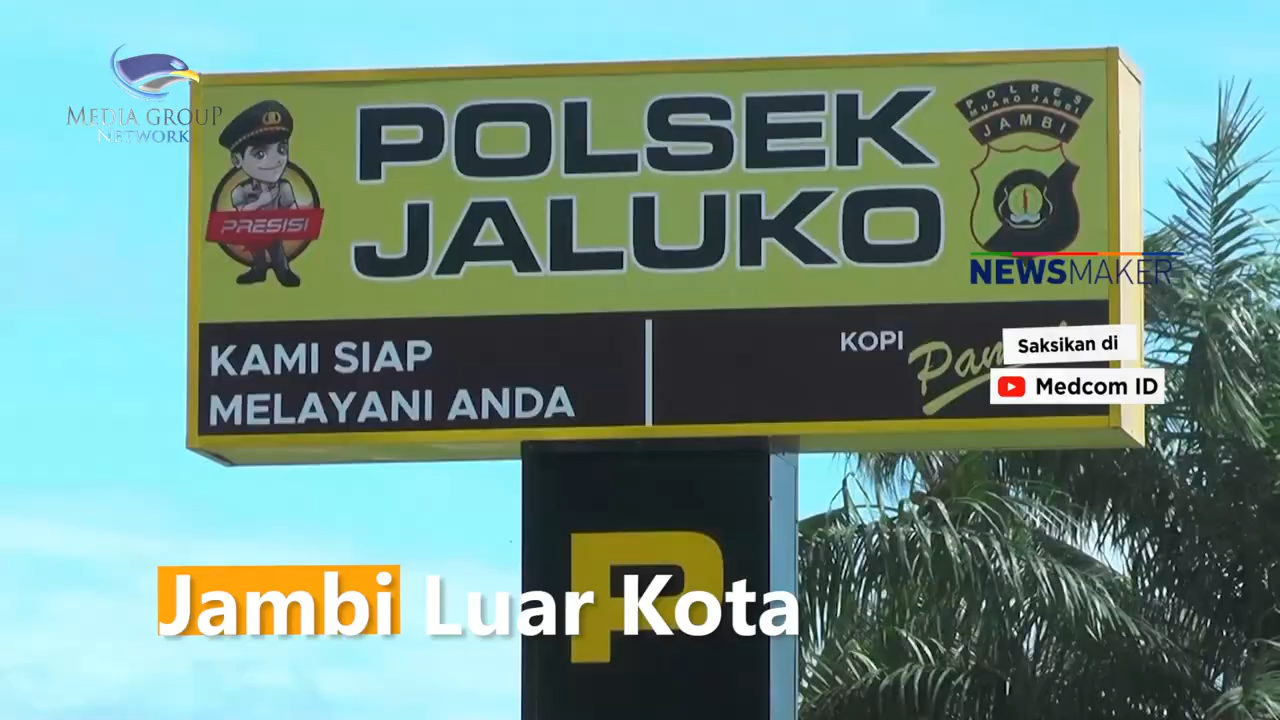 MEDIA GROUP
NETWORK
POLSEK
JALUKO
PRESISI
POLRES
MUARO JAMBI
JAMBI
NEWSMAKER
KAMI SIAP
MELAYANI ANDA
KOPI
Saksikan di
Medcom ID
P
Jambi Luar Kota